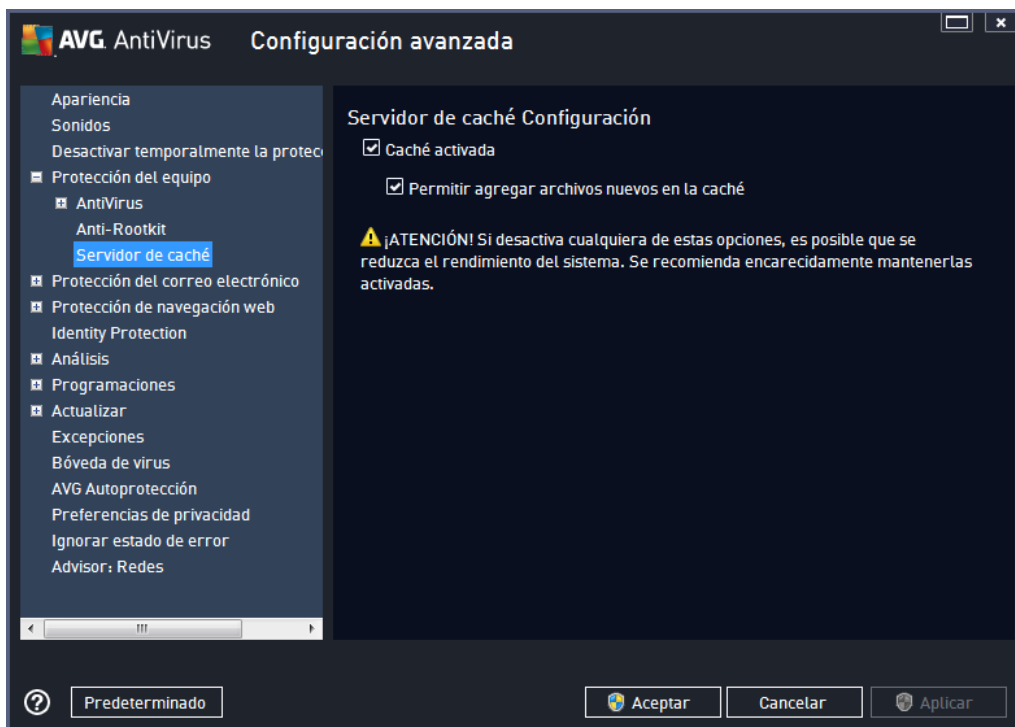 AVG. AntiVirus Configuración avanzada
Apariencia
Sonidos
Desactivar temporalmente la protec
Protección del equipo
AntiVirus
Anti-Rootkit
Servidor de caché
Protección del correo electrónico
Protección de navegación web
Identity Protection
Análisis
Programaciones
Actualizar
Excepciones
Bóveda de virus
AVG Autoprotección
Preferencias de privacidad
Ignorar estado de error
Advisor: Redes
Servidor de caché Configuración
Caché activada
Permitir agregar archivos nuevos en la caché
¡ATENCIÓN! Si desactiva cualquiera de estas opciones, es posible que se
reduzca el rendimiento del sistema. Se recomienda encarecidamente mantenerlas
activadas.
Predeterminado
Aceptar
Cancelar
Aplicar